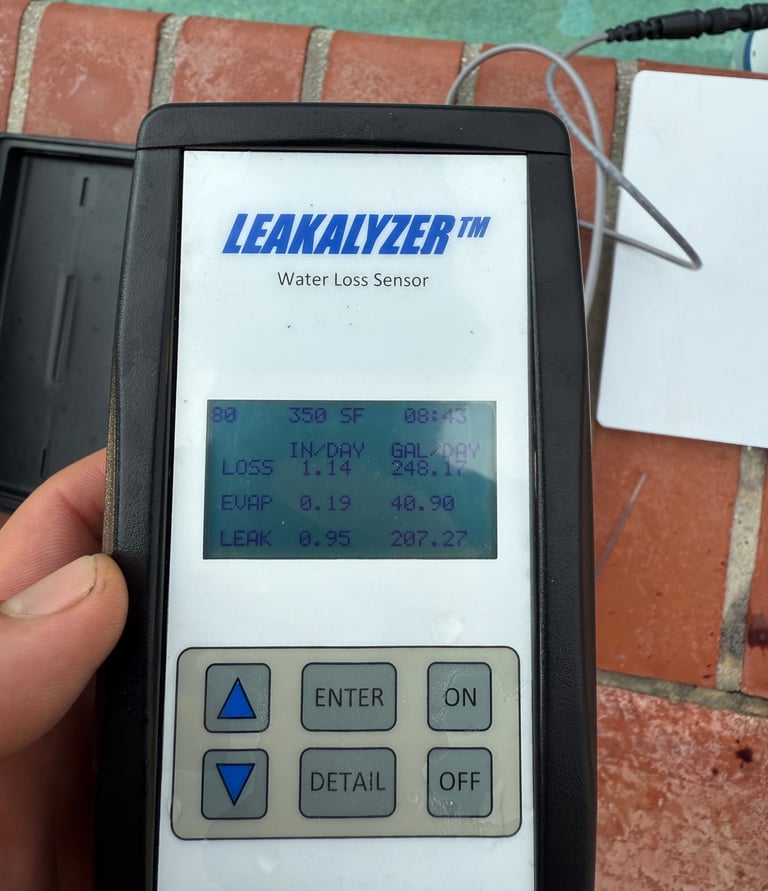 LEAKALYZER™
Water Loss Sensor
80 350 SF 08:43
IN/DAY GAL/DAY
LOSS 1.14 248.17
EVAP 0.19 40.90
LEAK 0.95 207.27
ENTER ON
DETAIL OFF